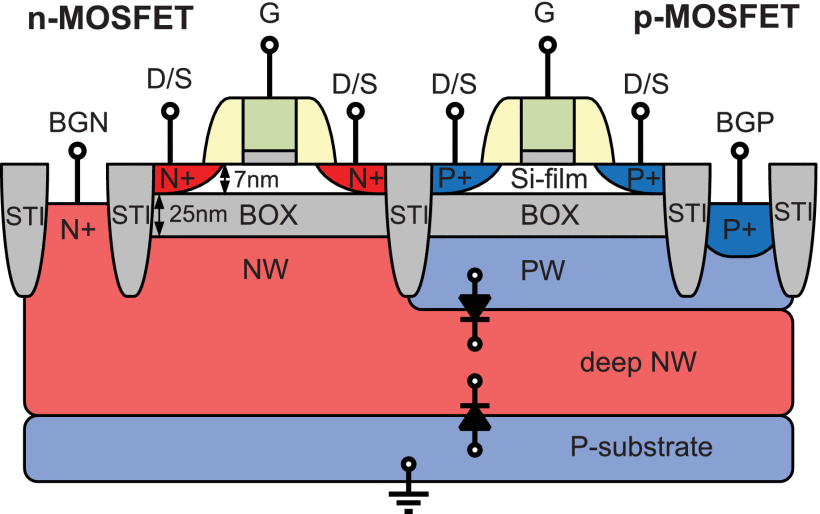 n-MOSFET
G
G
p-MOSFET
D/S
D/S
D/S
D/S
BGN
BGP
N+
7nm
N+
P+
Si-film
P+
STI
N+
STI
25nm
BOX
STI
BOX
STI
P+
STI
NW
PW
deep NW
P-substrate